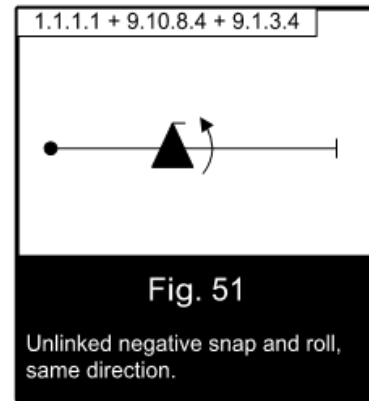 1.1.1.1 + 9.10.8.4 + 9.1.3.4
Fig. 51
Unlinked negative snap and roll,
same direction.